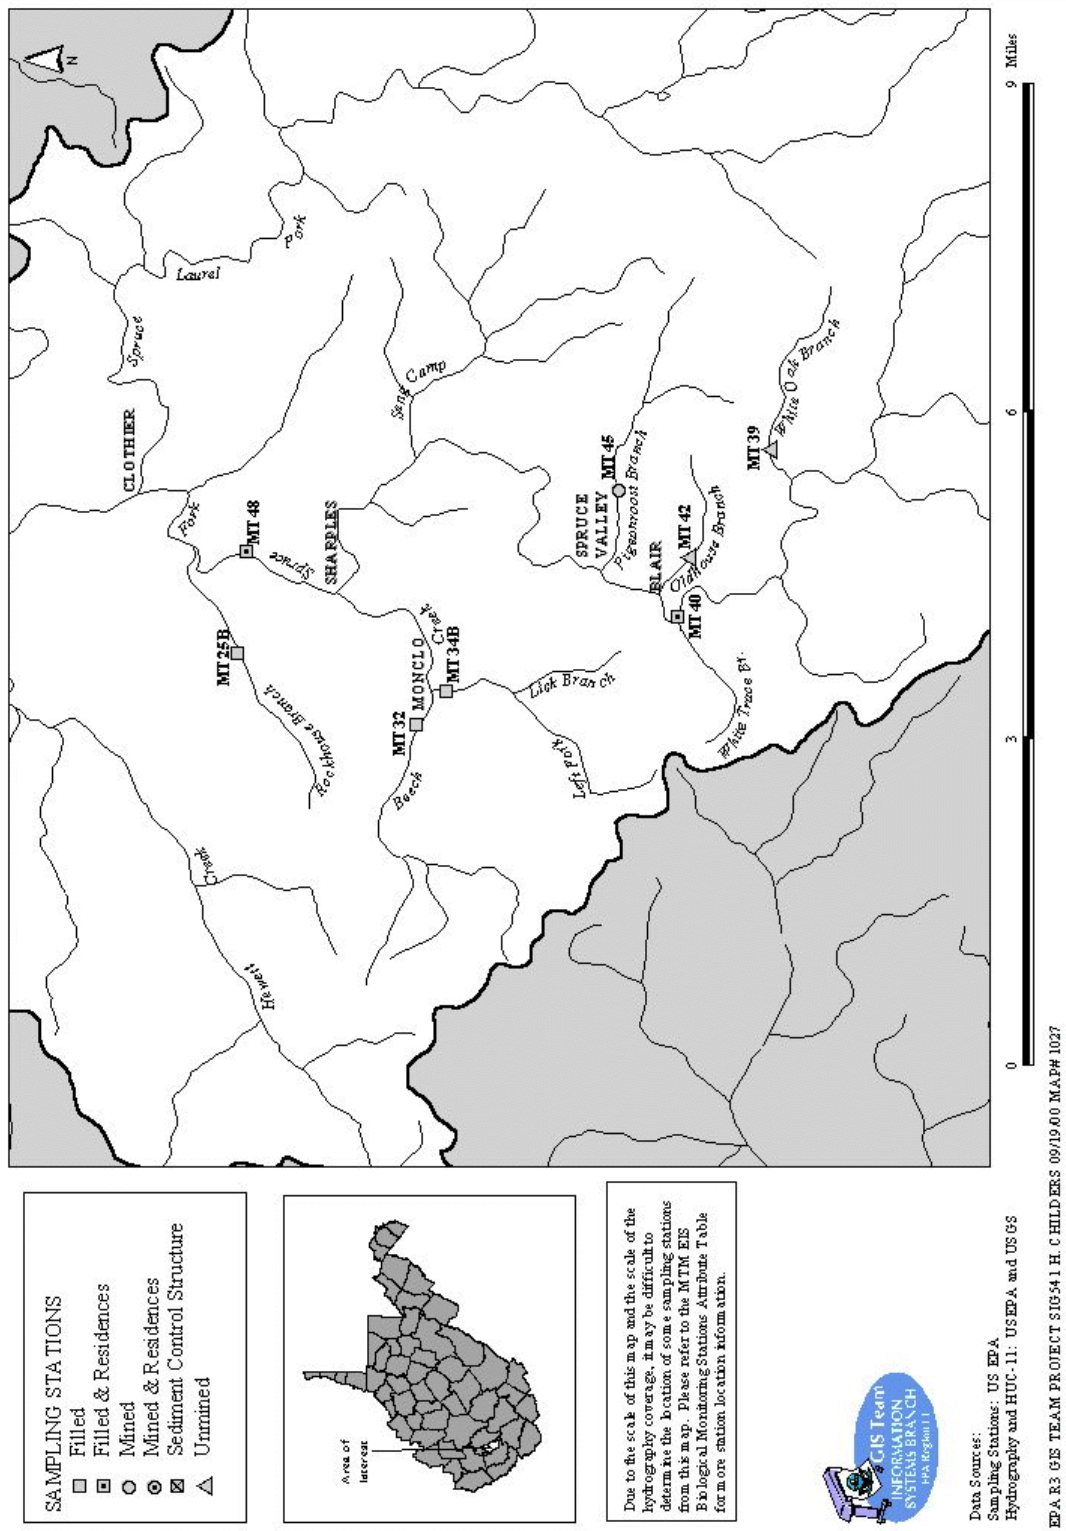 N
Laurel
Fork
Spruce
CLOTHIER
Fork
MT 48
Spruce
SHARPLES
Seng Camp
MT 25B
Rockhouse Branch
MT 32
MONCLO
Creek
MT 34B
Beech
Lick Branch
Left Fork
SPRUCE
VALLEY
MT 45
Pigeonroost Branch
BLAIR
MT 42
Oldhouse Branch
MT 40
White Trace Br.
MT 39
White Oak Branch
Creek
Hewett
0 3 6 9 Miles
SAMPLING STATIONS
Filled
Filled & Residences
Mined
Mined & Residences
Sediment Control Structure
Unmined
Area of
Interest
Due to the scale of this map and the scale of the
hydrography coverage, it may be difficult to
determine the location of some sampling stations
from this map. Please refer to the MTM EIS
Biological Monitoring Stations Attribute Table
for more station location information.
GIS Team
INFORMATION
SYSTEMS BRANCH
EPA Region III
Data Sources:
Sampling Stations: US EPA
Hydrography and HUC-11: USEPA and USGS
EPA R3 GIS TEAM PROJECT SIG541 H. CHILDERS 09/19/00 MAP# 1027